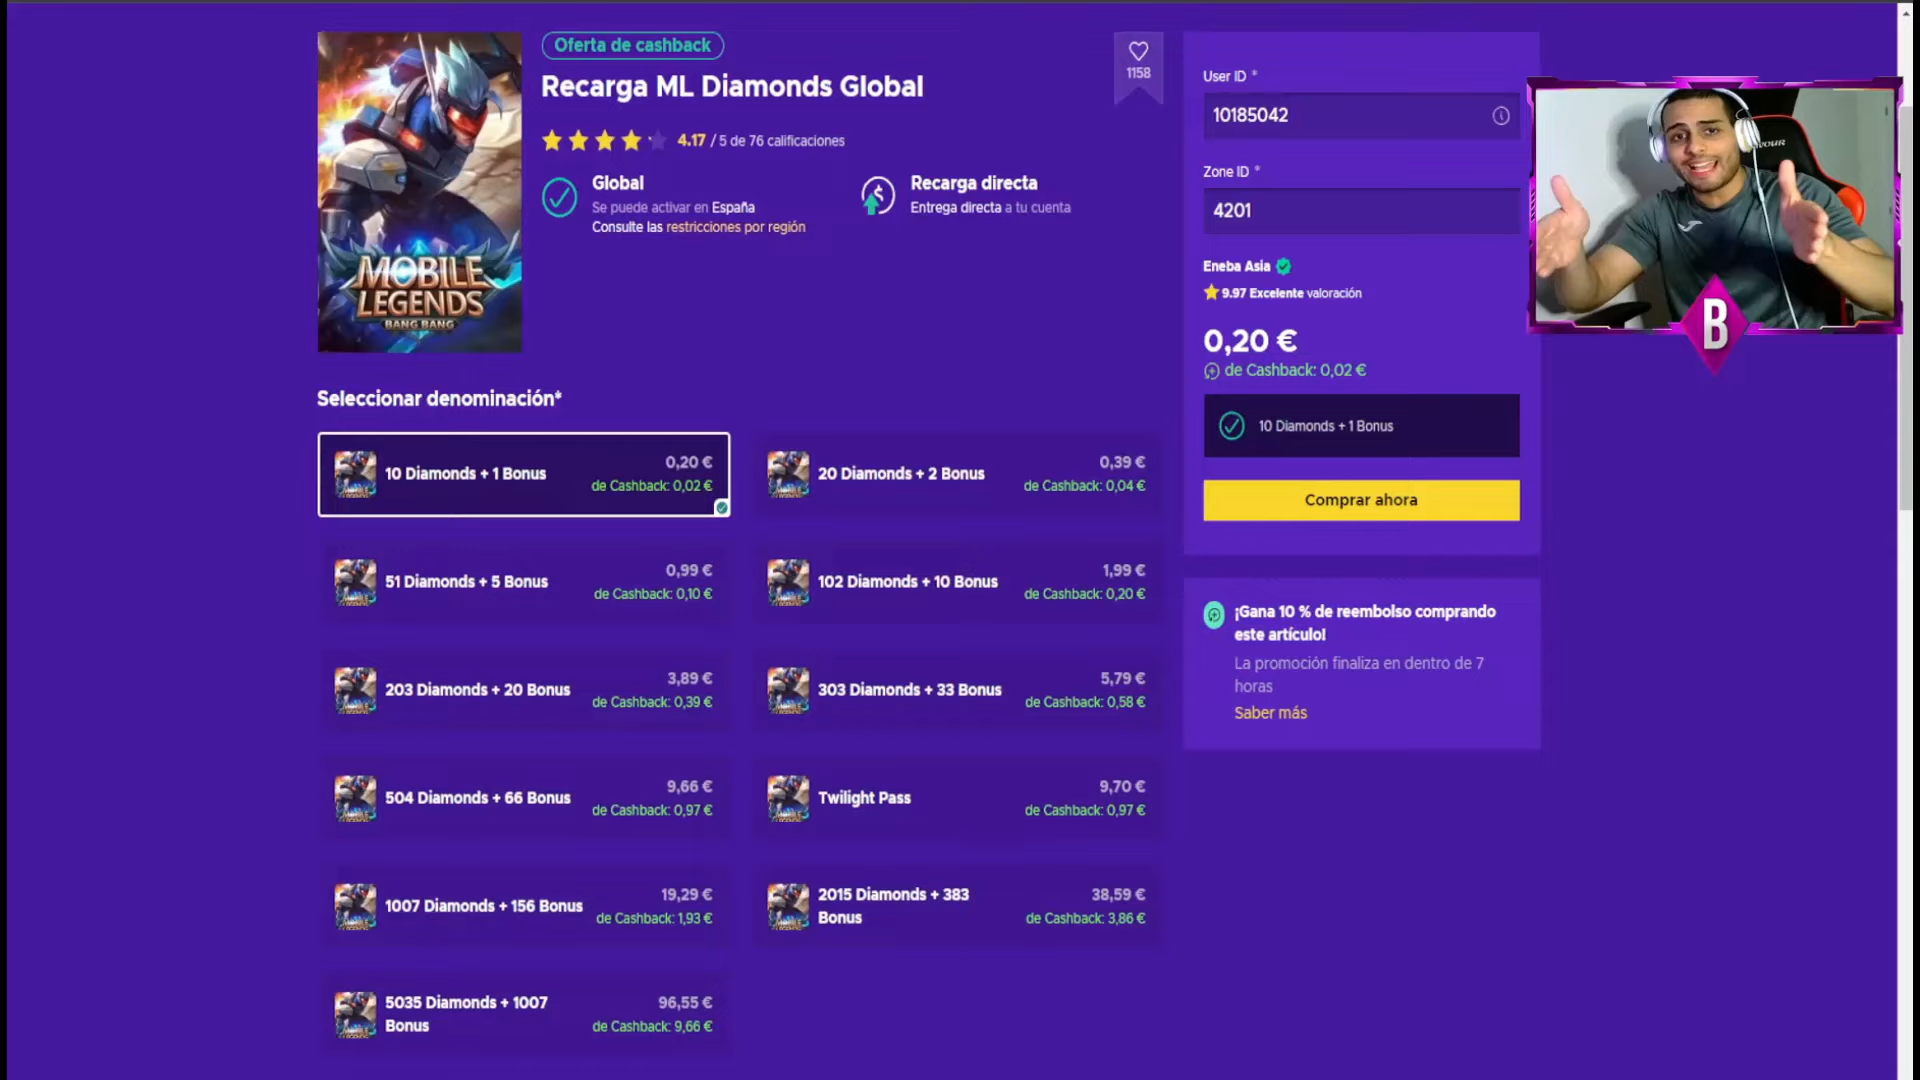 Oferta de cashback
Recarga ML Diamonds Global
4.17 / 5 de 76 calificaciones
Global
Se puede activar en España
Consulte las restricciones por región
Recarga directa
Entrega directa a tu cuenta
1158
MOBILE
LEGENDS
BANG BANG
Seleccionar denominación*
10 Diamonds + 1 Bonus
0,20 €
de Cashback: 0,02 €
20 Diamonds + 2 Bonus
0,39 €
de Cashback: 0,04 €
51 Diamonds + 5 Bonus
0,99 €
de Cashback: 0,10 €
102 Diamonds + 10 Bonus
1,99 €
de Cashback: 0,20 €
203 Diamonds + 20 Bonus
3,89 €
de Cashback: 0,39 €
303 Diamonds + 33 Bonus
5,79 €
de Cashback: 0,58 €
504 Diamonds + 66 Bonus
9,66 €
de Cashback: 0,97 €
Twilight Pass
9,70 €
de Cashback: 0,97 €
1007 Diamonds + 156 Bonus
19,29 €
de Cashback: 1,93 €
2015 Diamonds + 383
Bonus
38,59 €
de Cashback: 3,86 €
5035 Diamonds + 1007
Bonus
96,55 €
de Cashback: 9,66 €
User ID *
10185042
Zone ID *
4201
Eneba Asia
9.97 Excelente valoración
0,20 €
de Cashback: 0,02 €
10 Diamonds + 1 Bonus
Comprar ahora
¡Gana 10 % de reembolso comprando
este artículo!
La promoción finaliza en dentro de 7
horas
Saber más
B